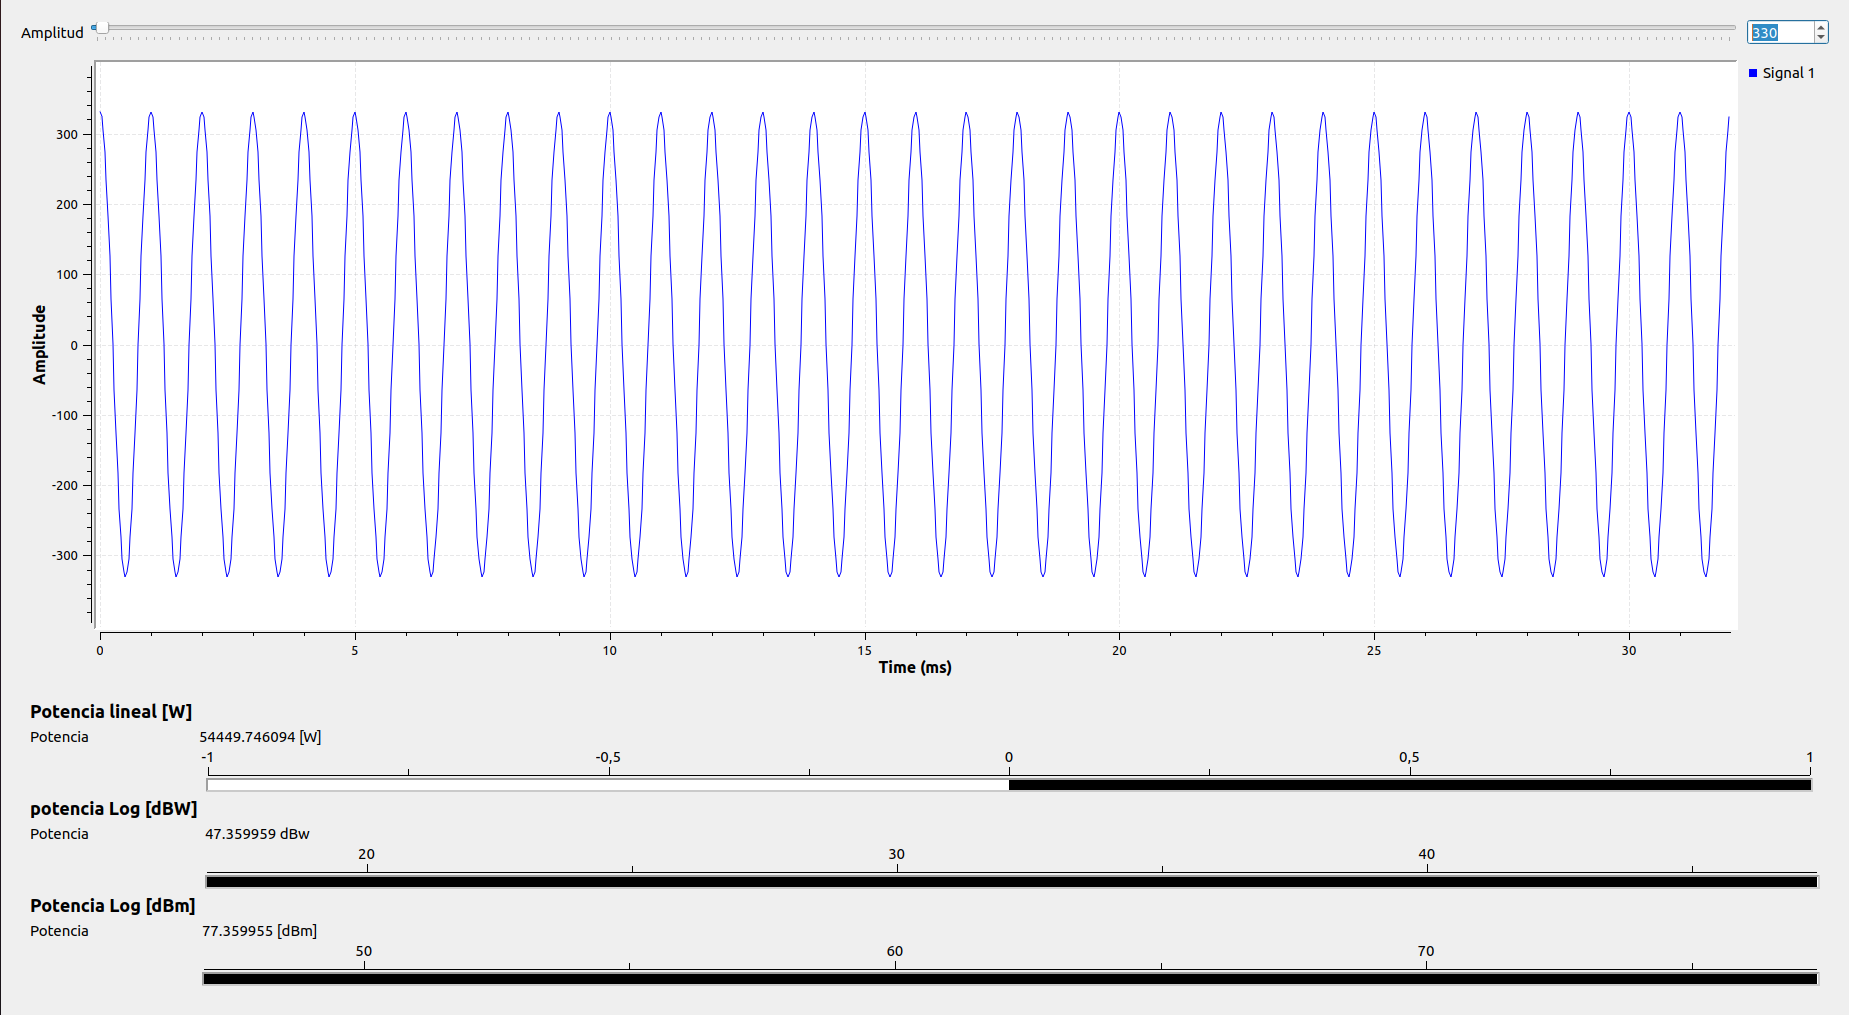 Amplitud
330
Signal 1
300
200
100
0
-100
-200
-300
Amplitude
0 5 10 15 20 25 30
Time (ms)
Potencia lineal [W]
Potencia 54449.746094 [W]
-1 -0,5 0 0,5 1
potencia Log [dBW]
Potencia 47.359959 dBw
20 30 40
Potencia Log [dBm]
Potencia 77.359955 [dBm]
50 60 70